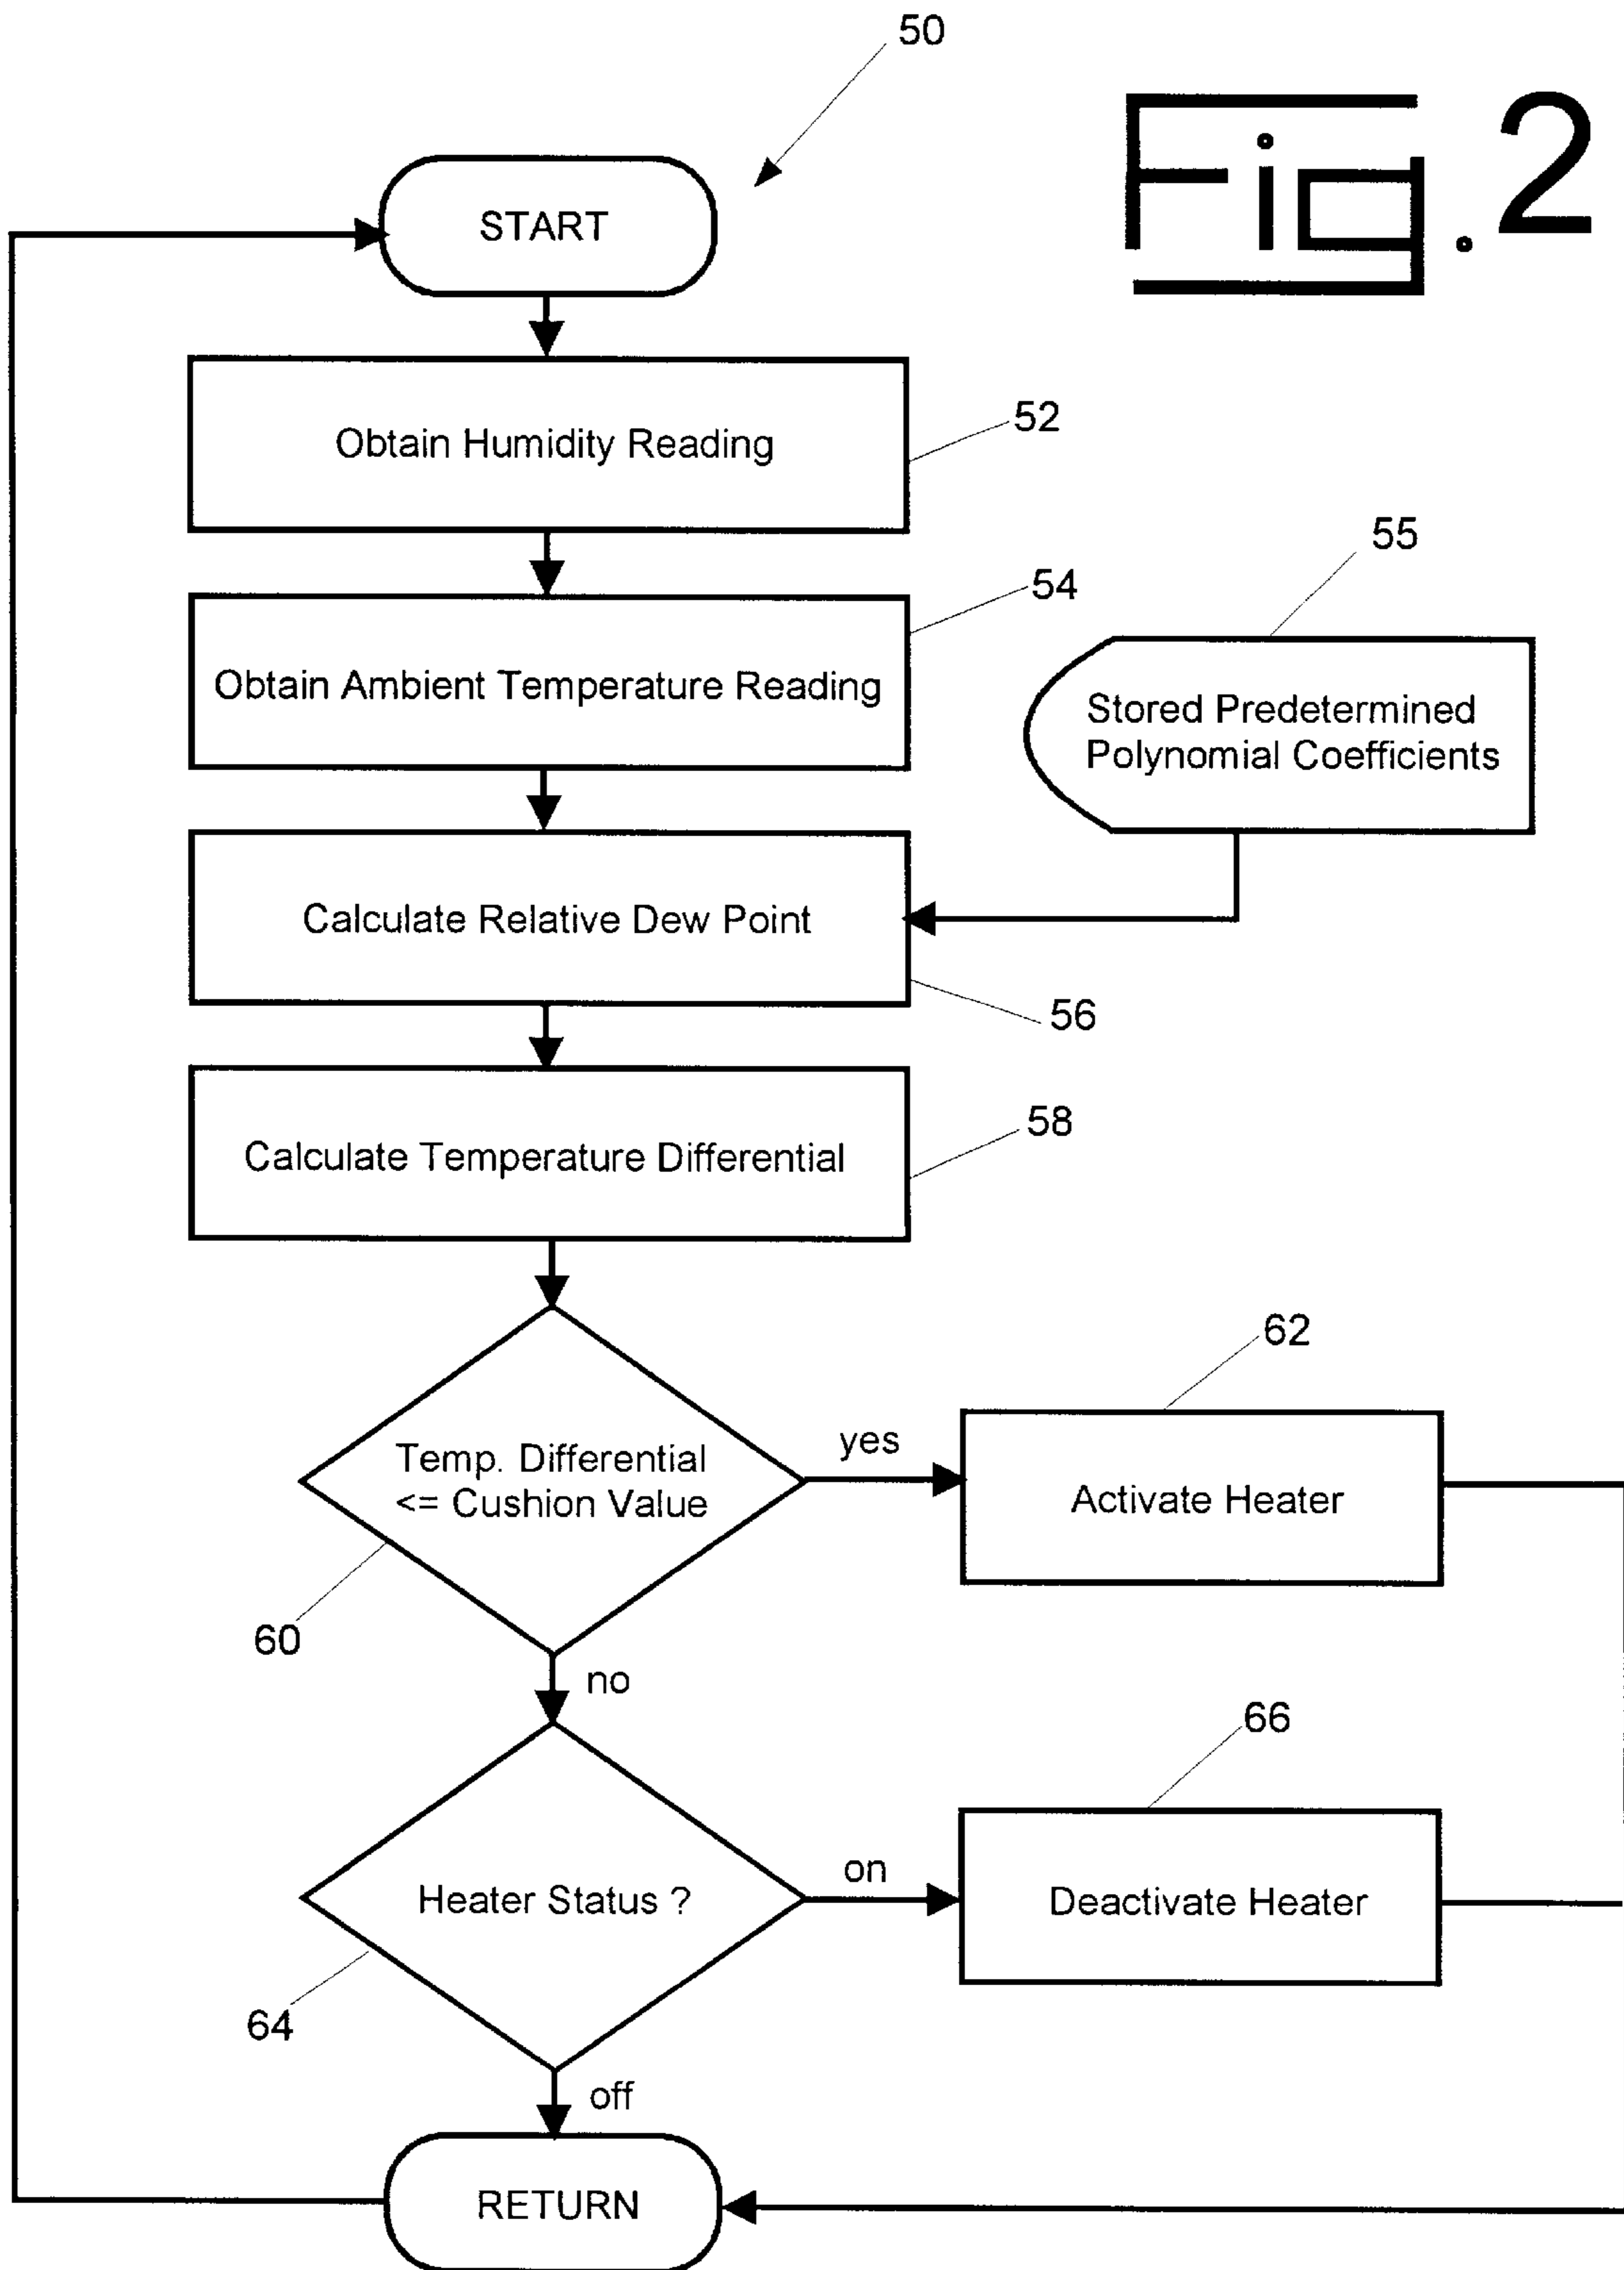 50
Fig. 2
START
Obtain Humidity Reading
52
54
Obtain Ambient Temperature Reading
55
Stored Predetermined
Polynomial Coefficients
Calculate Relative Dew Point
56
Calculate Temperature Differential
58
Temp. Differential
<= Cushion Value
yes
62
Activate Heater
60
no
Heater Status ?
on
66
Deactivate Heater
64
off
RETURN